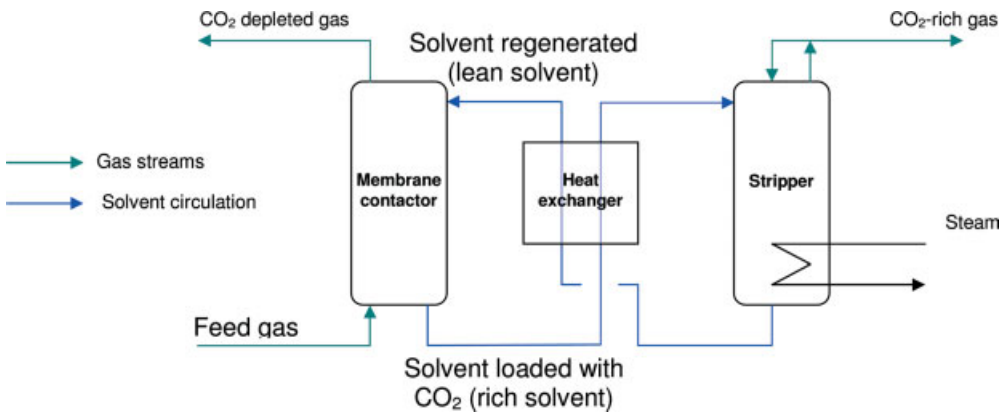 CO₂ depleted gas
Solvent regenerated
(lean solvent)
CO₂-rich gas
Gas streams
Solvent circulation
Membrane
contactor
Heat
exchanger
Stripper
Steam
Feed gas
Solvent loaded with
CO₂ (rich solvent)